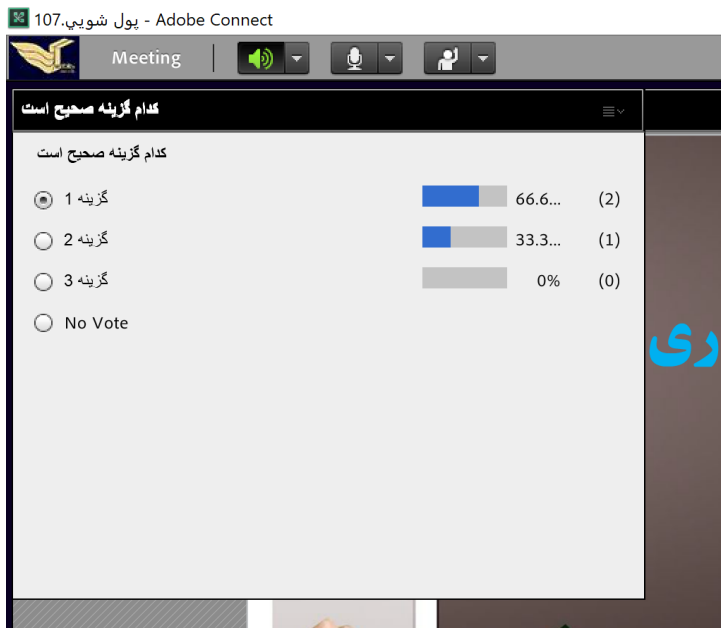 107.پول شويي - Adobe Connect
Meeting
کدام گزینه صحیح است
کدام گزینه صحیح است
گزینه 1 66.6... (2)
گزینه 2 33.3... (1)
گزینه 3 0% (0)
No Vote
ری